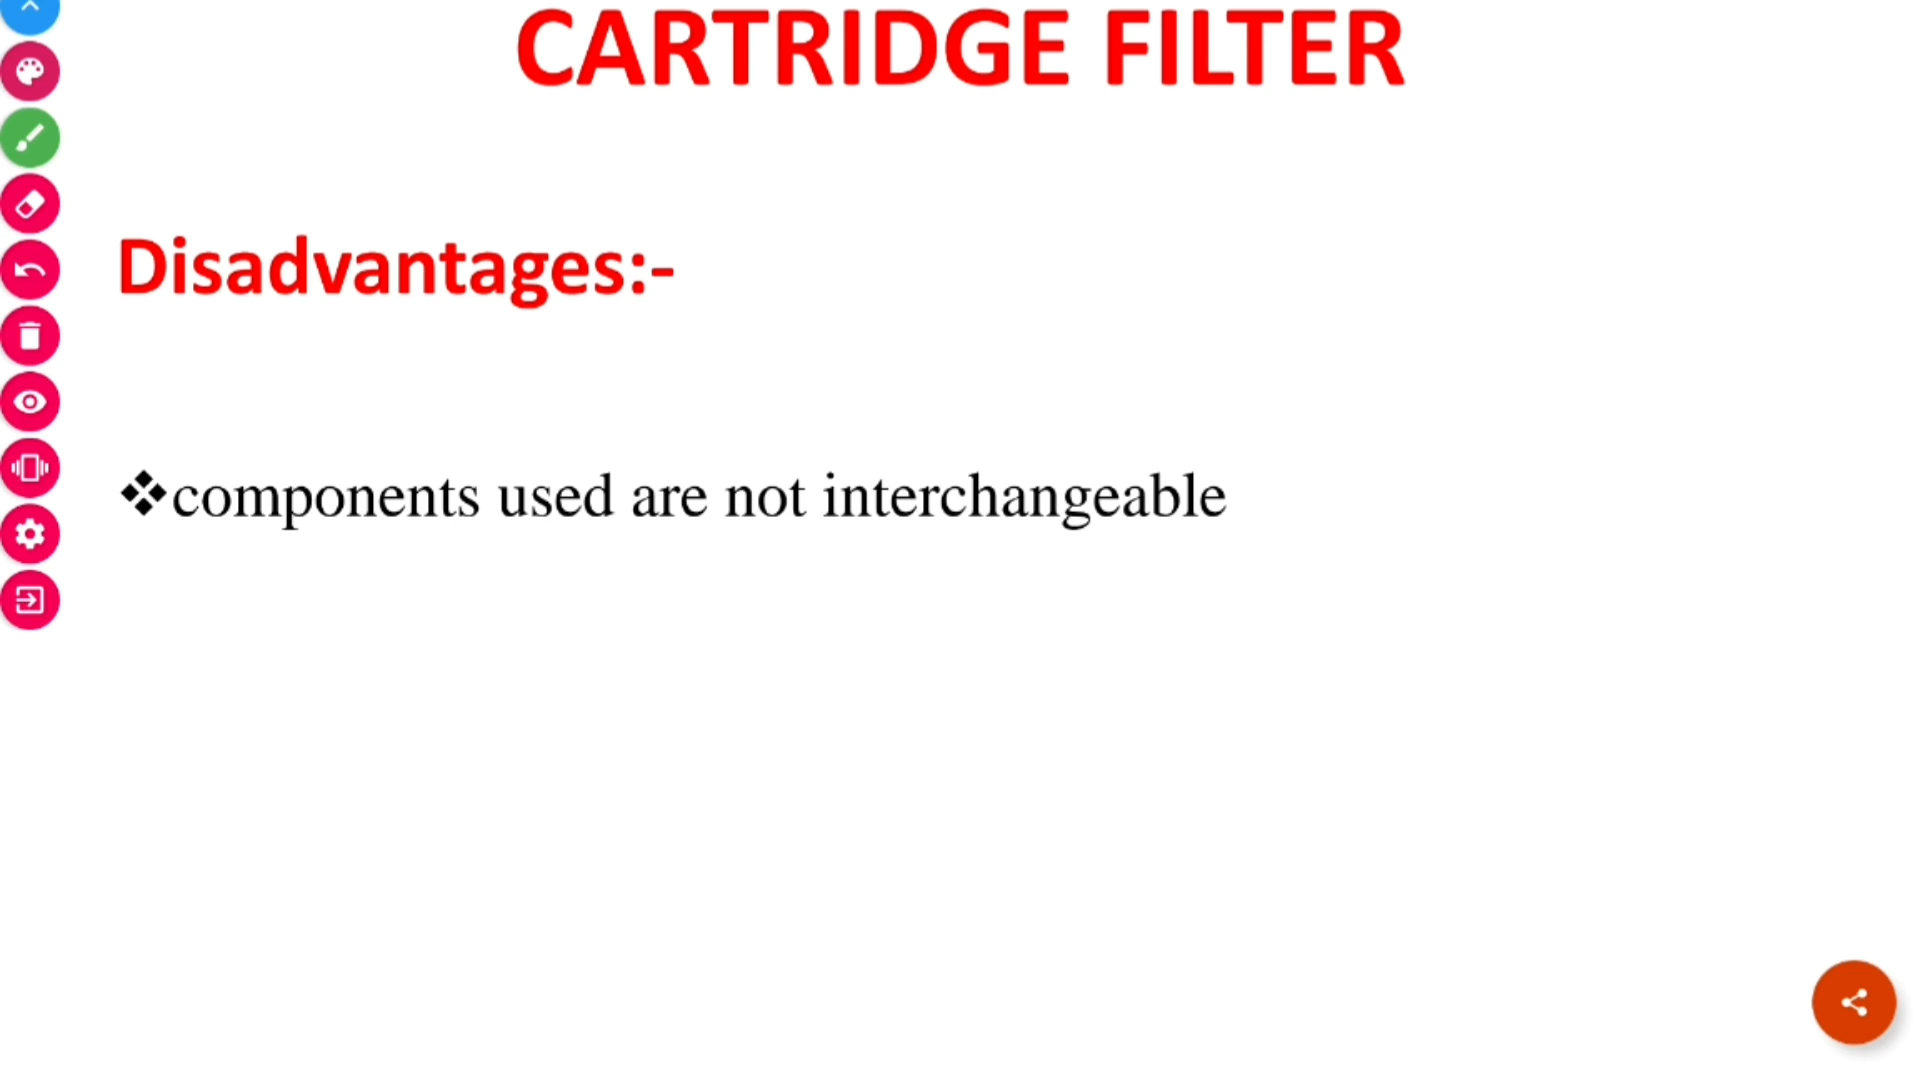 CARTRIDGE FILTER
Disadvantages:-
❖components used are not interchangeable